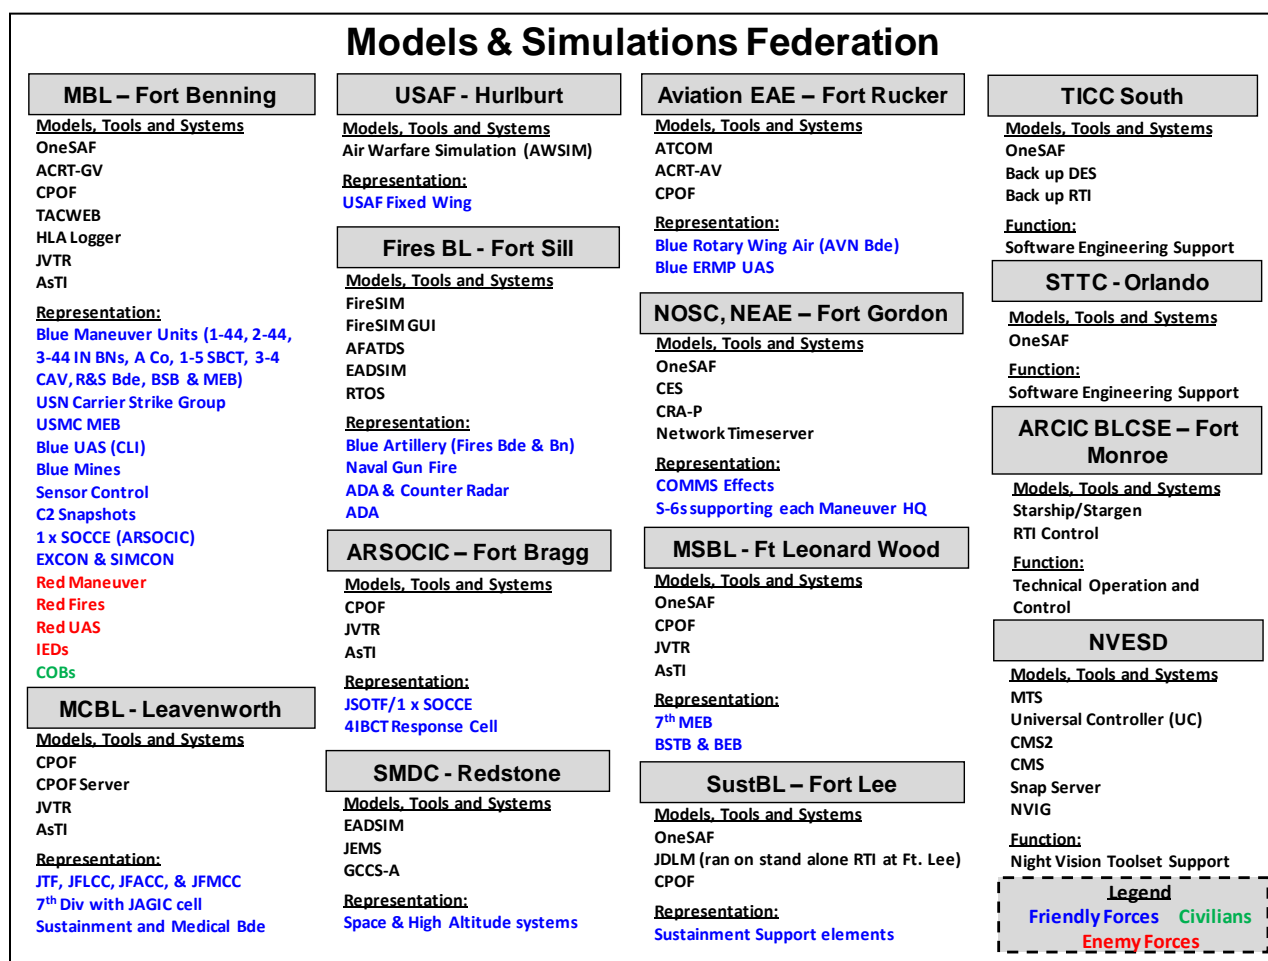 Models & Simulations Federation
MBL – Fort Benning
Models, Tools and Systems
OneSAF
ACRT-GV
CPOF
TACWEB
HLA Logger
JVTR
AsTI
Representation:
Blue Maneuver Units (1-44, 2-44,
3-44 IN BNs, A Co, 1-5 SBCT, 3-4
CAV, R&S Bde, BSB & MEB)
USN Carrier Strike Group
USMC MEB
Blue UAS (CLI)
Blue Mines
Sensor Control
C2 Snapshots
1 x SOCCE (ARSOCIC)
EXCON & SIMCON
Red Maneuver
Red Fires
Red UAS
IEDs
COBs
MCBL - Leavenworth
Models, Tools and Systems
CPOF
CPOF Server
JVTR
AsTI
Representation:
JTF, JFLCC, JFACC, & JFMCC
7th Div with JAGIC cell
Sustainment and Medical Bde
USAF - Hurlburt
Models, Tools and Systems
Air Warfare Simulation (AWSIM)
Representation:
USAF Fixed Wing
Fires BL - Fort Sill
Models, Tools and Systems
FireSIM
FireSIM GUI
AFATDS
EADSIM
RTOS
Representation:
Blue Artillery (Fires Bde & Bn)
Naval Gun Fire
ADA & Counter Radar
ADA
ARSOCIC – Fort Bragg
Models, Tools and Systems
CPOF
JVTR
AsTI
Representation:
JSOTF/1 x SOCCE
4IBCT Response Cell
SMDC - Redstone
Models, Tools and Systems
EADSIM
JEMS
GCCS-A
Representation:
Space & High Altitude systems
Aviation EAE – Fort Rucker
Models, Tools and Systems
ATCOM
ACRT-AV
CPOF
Representation:
Blue Rotary Wing Air (AVN Bde)
Blue ERMP UAS
NOSC, NEAE – Fort Gordon
Models, Tools and Systems
OneSAF
CES
CRA-P
Network Timeserver
Representation:
COMMS Effects
S-6s supporting each Maneuver HQ
MSBL - Ft Leonard Wood
Models, Tools and Systems
OneSAF
CPOF
JVTR
AsTI
Representation:
7th MEB
BSTB & BEB
SustBL – Fort Lee
Models, Tools and Systems
OneSAF
JDLM (ran on stand alone RTI at Ft. Lee)
CPOF
Representation:
Sustainment Support elements
TICC South
Models, Tools and Systems
OneSAF
Back up DES
Back up RTI
Function:
Software Engineering Support
STTC - Orlando
Models, Tools and Systems
OneSAF
Function:
Software Engineering Support
ARCIC BLCSE – Fort
Monroe
Models, Tools and Systems
Starship/Stargen
RTI Control
Function:
Technical Operation and
Control
NVESD
Models, Tools and Systems
MTS
Universal Controller (UC)
CMS2
CMS
Snap Server
NVIG
Function:
Night Vision Toolset Support
Legend
Friendly Forces Civilians
Enemy Forces